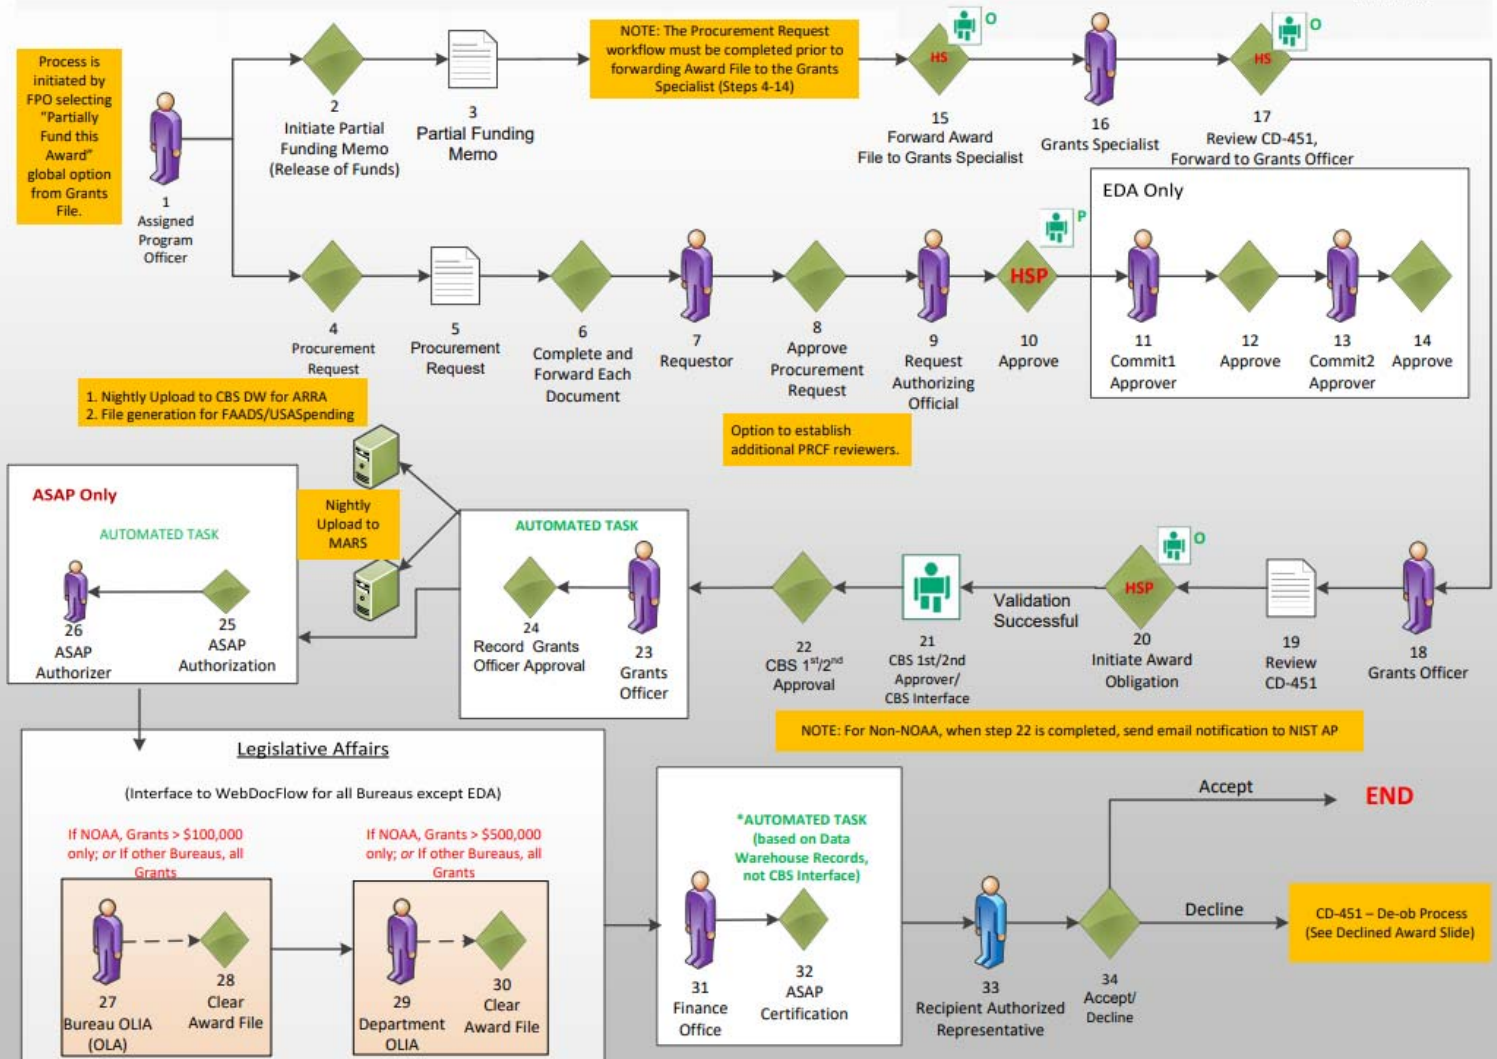 Process is
initiated by
FPO selecting
"Partially
Fund this
Award"
global option
from Grants
File.
1
Assigned
Program
Officer
2
Initiate Partial
Funding Memo
(Release of Funds)
3
Partial Funding
Memo
NOTE: The Procurement Request
workflow must be completed prior to
forwarding Award File to the Grants
Specialist (Steps 4-14)
HS
O
15
Forward Award
File to Grants Specialist
16
Grants Specialist
HS
O
17
Review CD-451,
Forward to Grants Officer
4
Procurement
Request
5
Procurement
Request
6
Complete and
Forward Each
Document
7
Requestor
8
Approve
Procurement
Request
9
Request
Authorizing
Official
HSP
P
10
Approve
EDA Only
11
Commit1
Approver
12
Approve
13
Commit2
Approver
14
Approve
1. Nightly Upload to CBS DW for ARRA
2. File generation for FAADS/USASpending
Option to establish
additional PRCF reviewers.
ASAP Only
AUTOMATED TASK
26
ASAP
Authorizer
25
ASAP
Authorization
Nightly
Upload to
MARS
AUTOMATED TASK
24
Record Grants
Officer Approval
23
Grants
Officer
22
CBS 1st/2nd
Approval
21
CBS 1st/2nd
Approver/
CBS Interface
Validation
Successful
HSP
O
20
Initiate Award
Obligation
19
Review
CD-451
18
Grants Officer
NOTE: For Non-NOAA, when step 22 is completed, send email notification to NIST AP
Legislative Affairs
(Interface to WebDocFlow for all Bureaus except EDA)
If NOAA, Grants > $100,000
only; or If other Bureaus, all
Grants
27
Bureau OLIA
(OLA)
28
Clear
Award File
If NOAA, Grants > $500,000
only; or If other Bureaus, all
Grants
29
Department
OLIA
30
Clear
Award File
*AUTOMATED TASK
(based on Data
Warehouse Records,
not CBS Interface)
31
Finance
Office
32
ASAP
Certification
33
Recipient Authorized
Representative
34
Accept/
Decline
Accept
END
Decline
CD-451 – De-ob Process
(See Declined Award Slide)